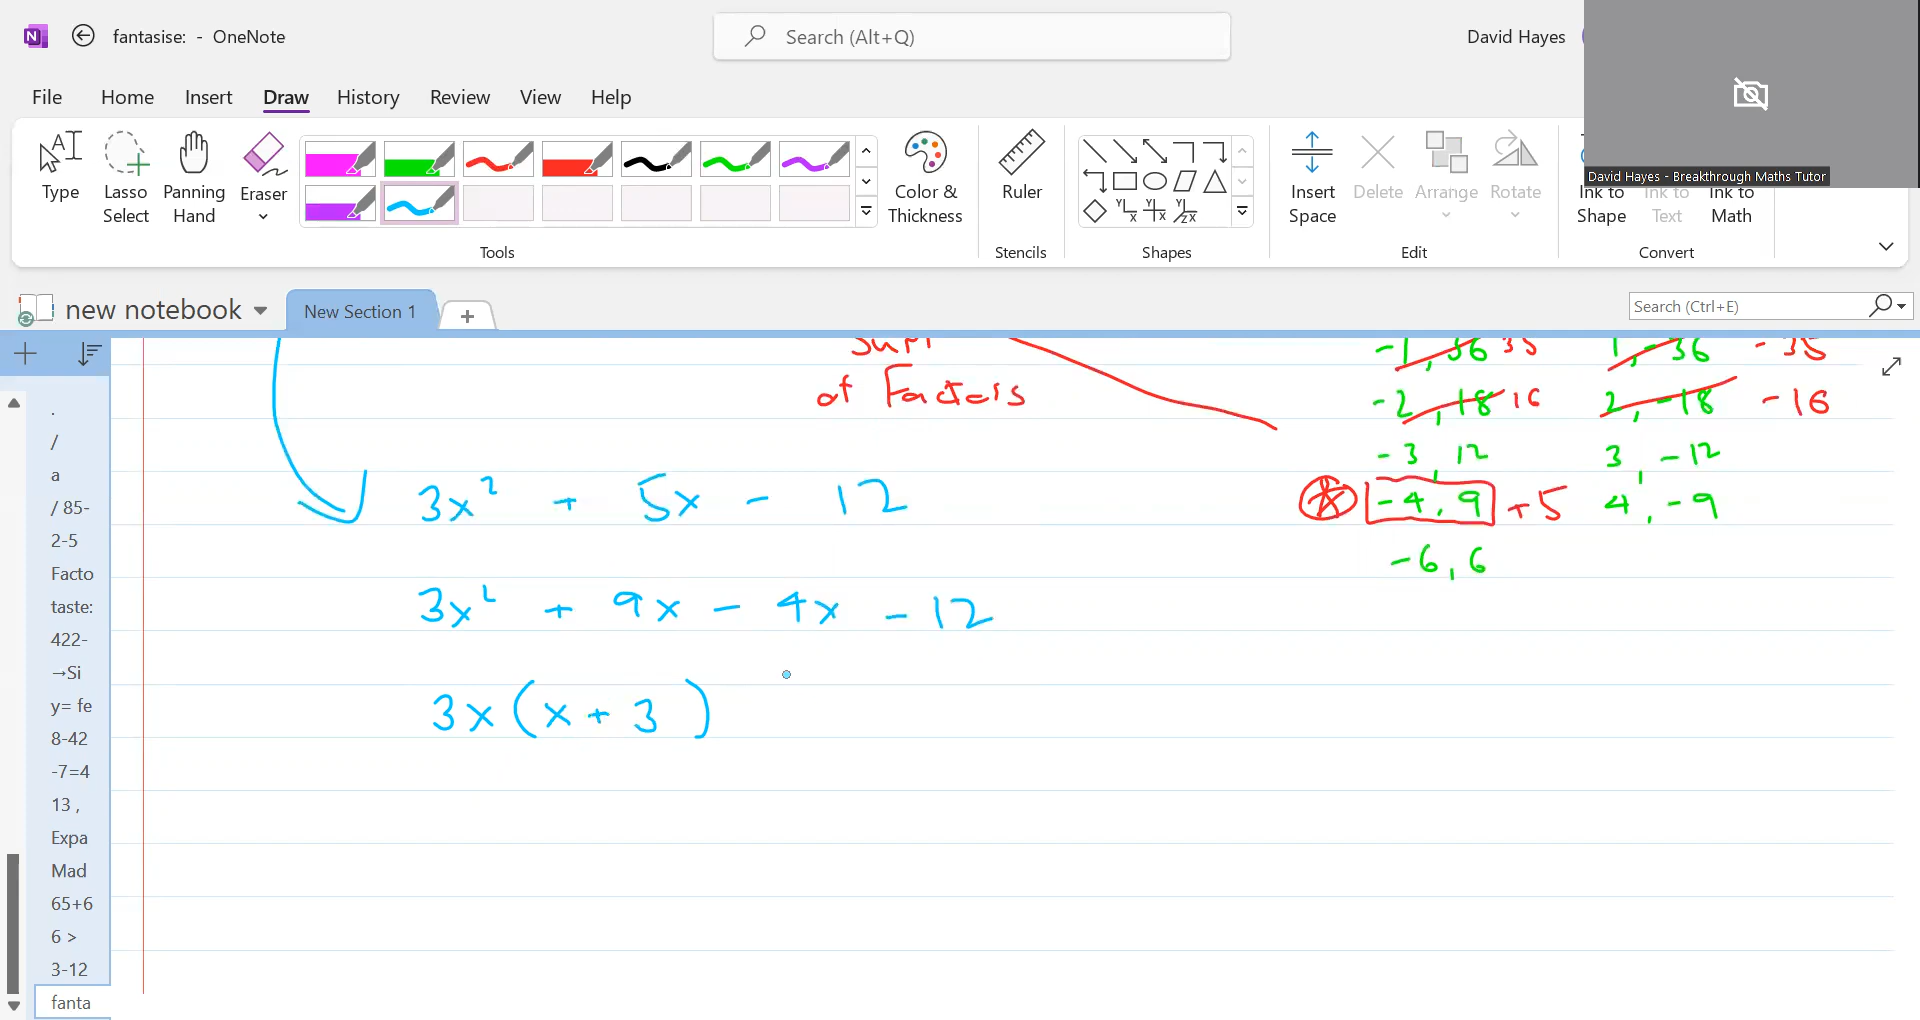 fantasise: - OneNote
Search (Alt+Q)
David Hayes
File Home Insert Draw History Review View Help
David Hayes - Breakthrough Maths Tutor
Type
Lasso Select
Panning Hand
Eraser
Color & Thickness
Ruler
Insert Space
Delete
Arrange
Rotate
Ink to Shape
Ink to Text
Ink to Math
Tools
Stencils
Shapes
Edit
Convert
new notebook
New Section 1
+
Search (Ctrl+E)
.
/
a
/ 85-
2-5
Facto
taste:
422-
→Si
y= fe
8-42
-7=4
13 ,
Expa
Mad
65+6
6 >
3-12
fanta
Sum
of Factors
-1, 36 35 1, -36 -35
-2, 18 16 2, -18 -16
-3, 12 3, -12
-4, 9 +5 4, -9
-6, 6
3x² + 5x - 12
3x² + 9x - 4x - 12
3x(x + 3)